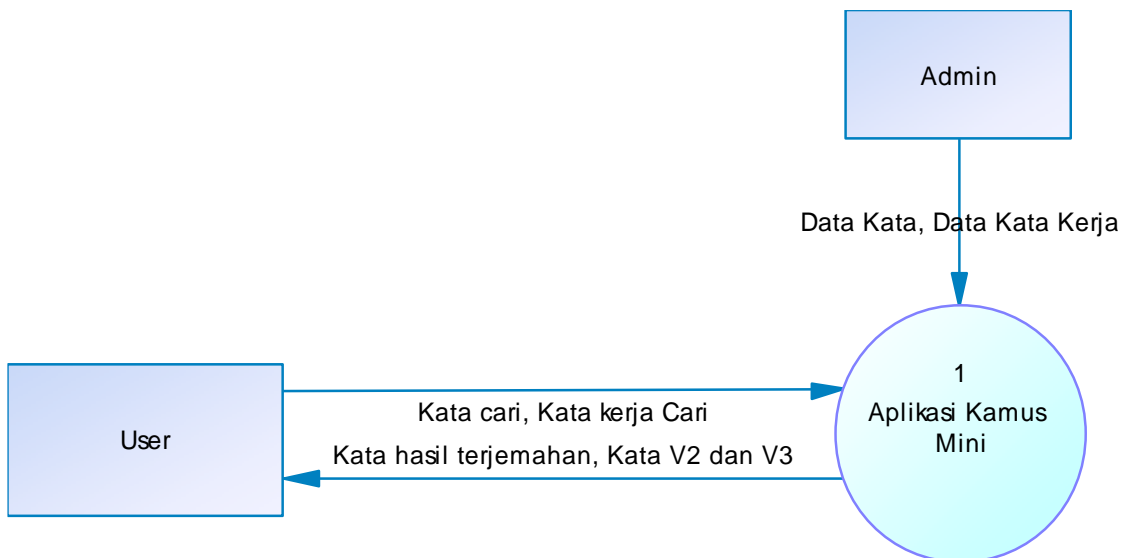 Admin
Data Kata, Data Kata Kerja
1
Aplikasi Kamus
Mini
User
Kata cari, Kata kerja Cari
Kata hasil terjemahan, Kata V2 dan V3